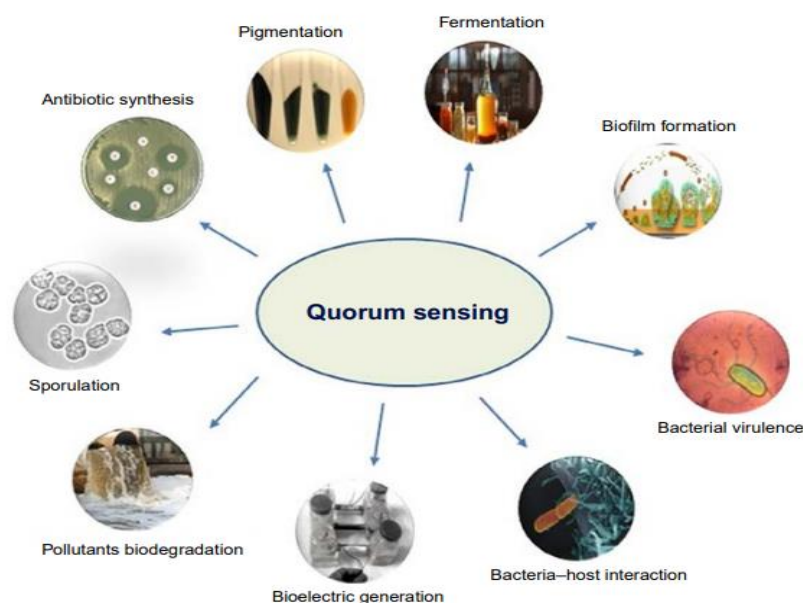 Pigmentation
Fermentation
Antibiotic synthesis
Biofilm formation
Quorum sensing
Sporulation
Bacterial virulence
Pollutants biodegradation
Bacteria–host interaction
Bioelectric generation